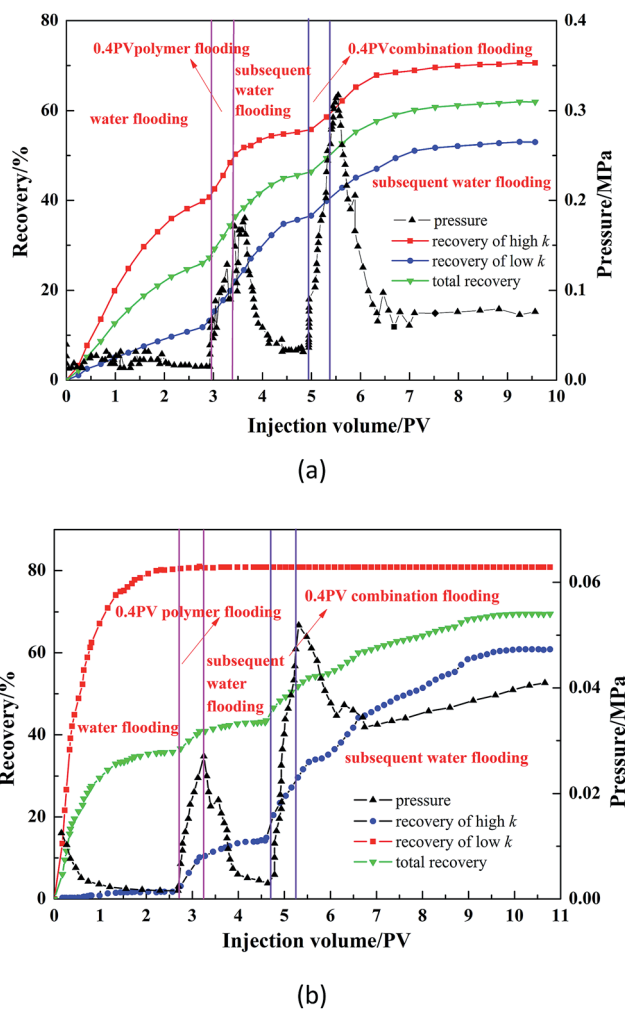 80
0.4
0.4PVpolymer flooding
0.4PVcombination flooding
subsequent
water
flooding
60
0.3
water flooding
Recovery/%
Pressure/MPa
40
0.2
subsequent water flooding
pressure
recovery of high k
recovery of low k
total recovery
20
0.1
0
0.0
0 1 2 3 4 5 6 7 8 9 10
Injection volume/PV
(a)
80
0.06
0.4PV polymer flooding
0.4PV combination flooding
subsequent
water
flooding
60
water flooding
Recovery/%
Pressure/MPa
0.04
40
subsequent water flooding
0.02
pressure
recovery of high k
recovery of low k
total recovery
20
0
0.00
0 1 2 3 4 5 6 7 8 9 10 11
Injection volume/PV
(b)